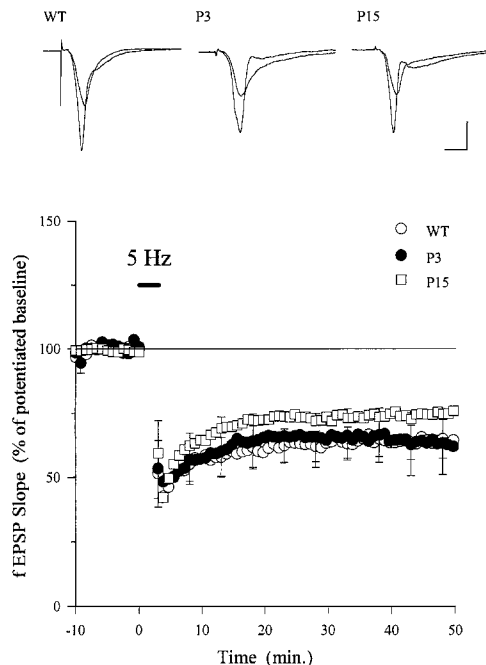 WT P3 P15
150
5 Hz
WT
P3
P15
100
50
0
-10 0 10 20 30 40 50
fEPSP Slope (% of potentiated baseline)
Time (min.)